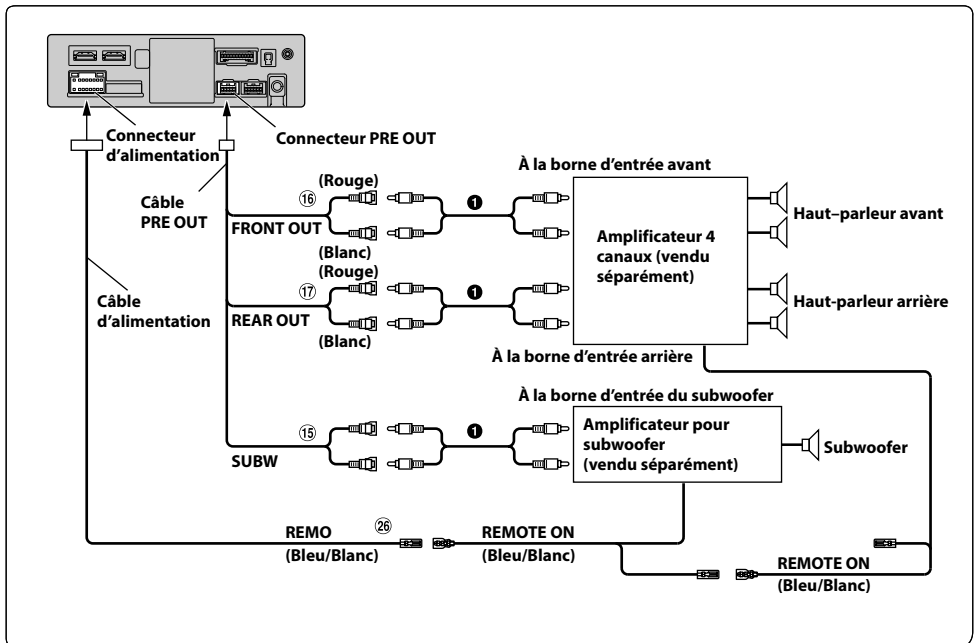 Connecteur
d'alimentation
Connecteur PRE OUT
Câble
PRE OUT
À la borne d'entrée avant
(Rouge)
⑯
❶
FRONT OUT
(Blanc)
Amplificateur 4
canaux (vendu
séparément)
Haut–parleur avant
(Rouge)
⑰
❶
REAR OUT
(Blanc)
Haut-parleur arrière
Câble
d'alimentation
À la borne d'entrée arrière
À la borne d'entrée du subwoofer
⑮
❶
SUBW
Amplificateur pour
subwoofer
(vendu séparément)
Subwoofer
REMO
㉖
(Bleu/Blanc)
REMOTE ON
(Bleu/Blanc)
REMOTE ON
(Bleu/Blanc)